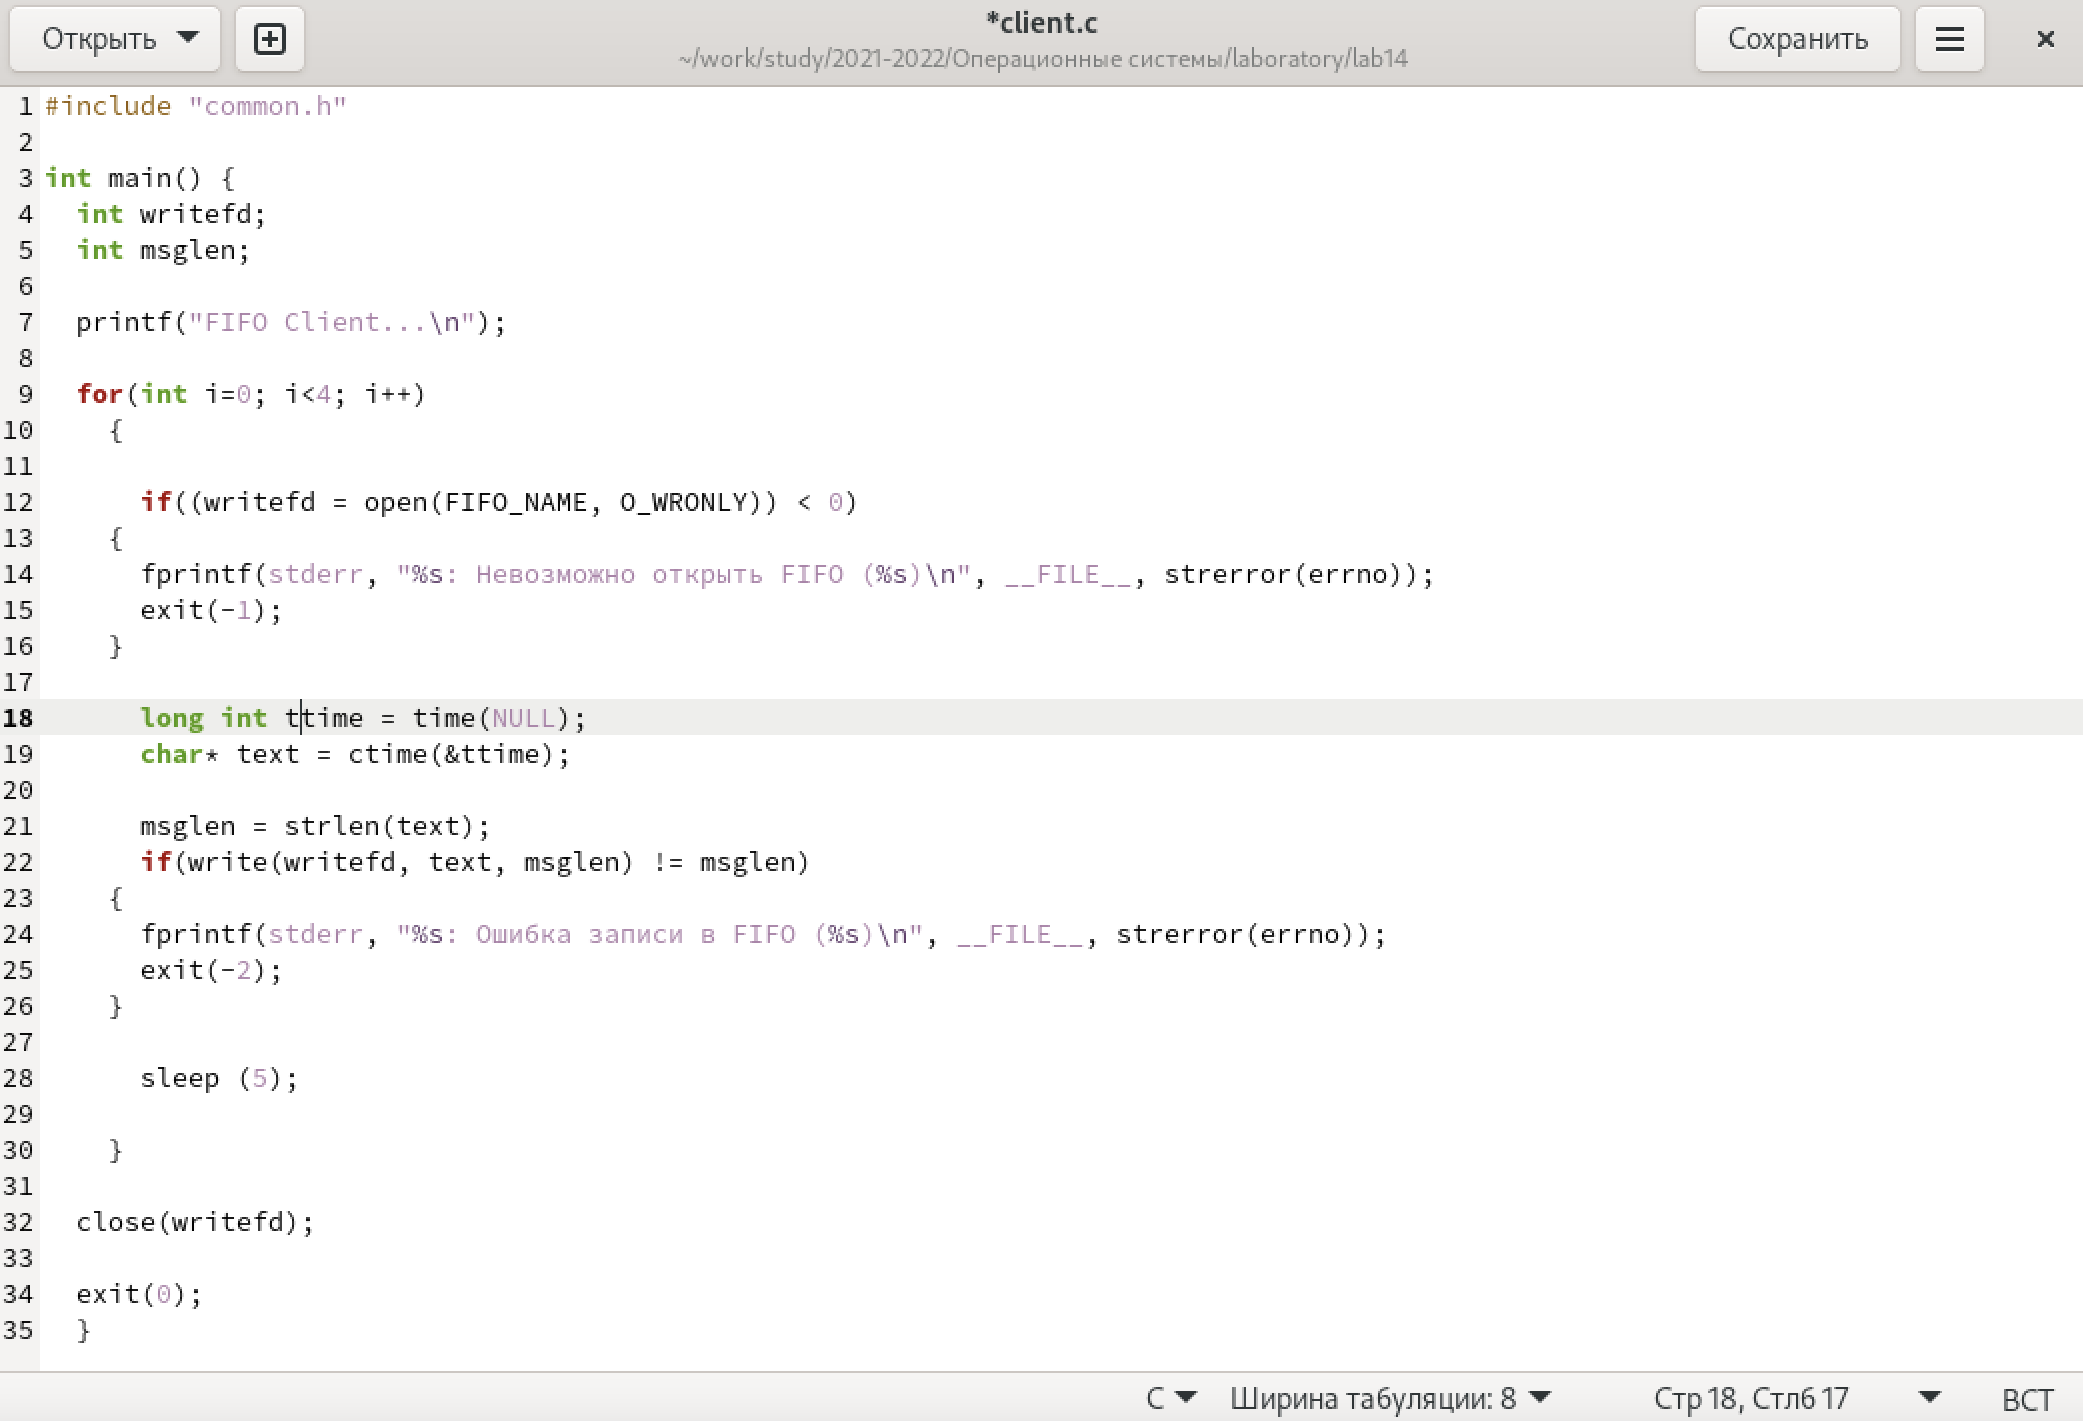 Открыть
*client.c
~/work/study/2021-2022/Операционные системы/laboratory/lab14
Сохранить
1 #include "common.h"
2
3 int main() {
4   int writefd;
5   int msglen;
6
7   printf("FIFO Client...\n");
8
9   for(int i=0; i<4; i++)
10     {
11
12       if((writefd = open(FIFO_NAME, O_WRONLY)) < 0)
13     {
14       fprintf(stderr, "%s: Невозможно открыть FIFO (%s)\n", __FILE__, strerror(errno));
15       exit(-1);
16     }
17
18       long int ttime = time(NULL);
19       char* text = ctime(&ttime);
20
21       msglen = strlen(text);
22       if(write(writefd, text, msglen) != msglen)
23     {
24       fprintf(stderr, "%s: Ошибка записи в FIFO (%s)\n", __FILE__, strerror(errno));
25       exit(-2);
26     }
27
28       sleep (5);
29
30     }
31
32   close(writefd);
33
34   exit(0);
35   }
C Ширина табуляции: 8 Стр 18, Стлб 17 ВСТ